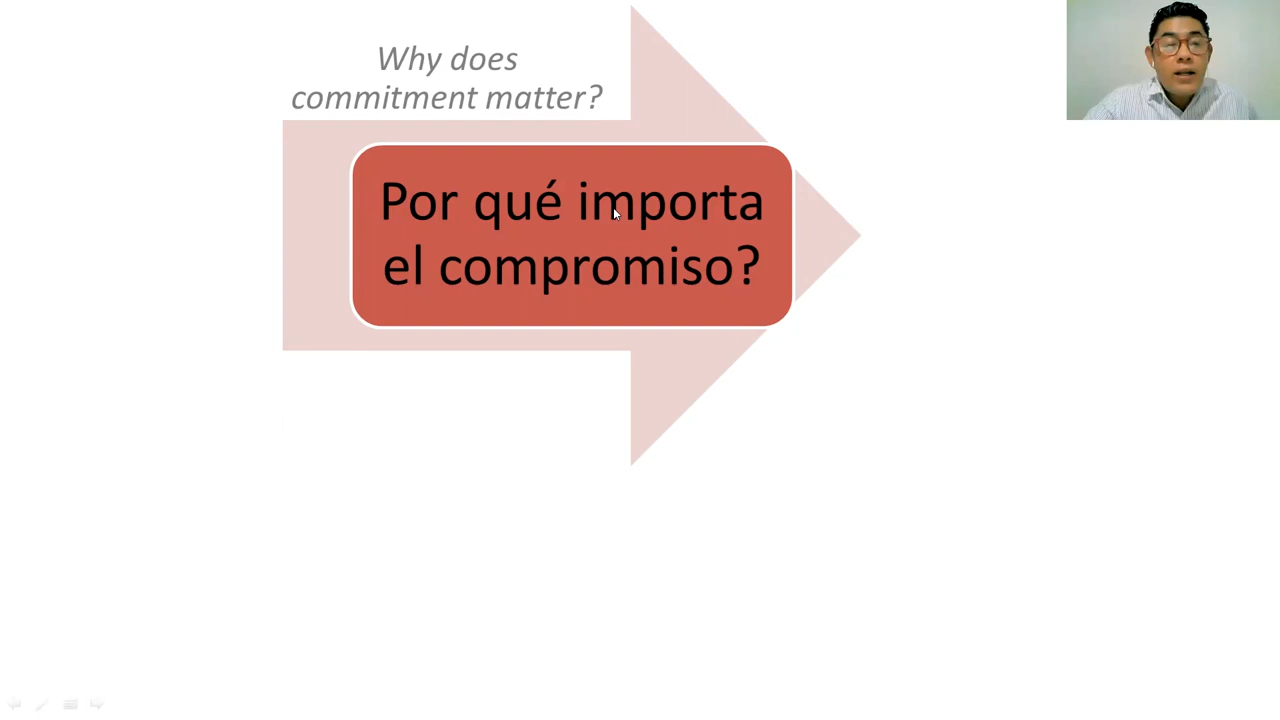 Why does
commitment matter?
Por qué importa
el compromiso?